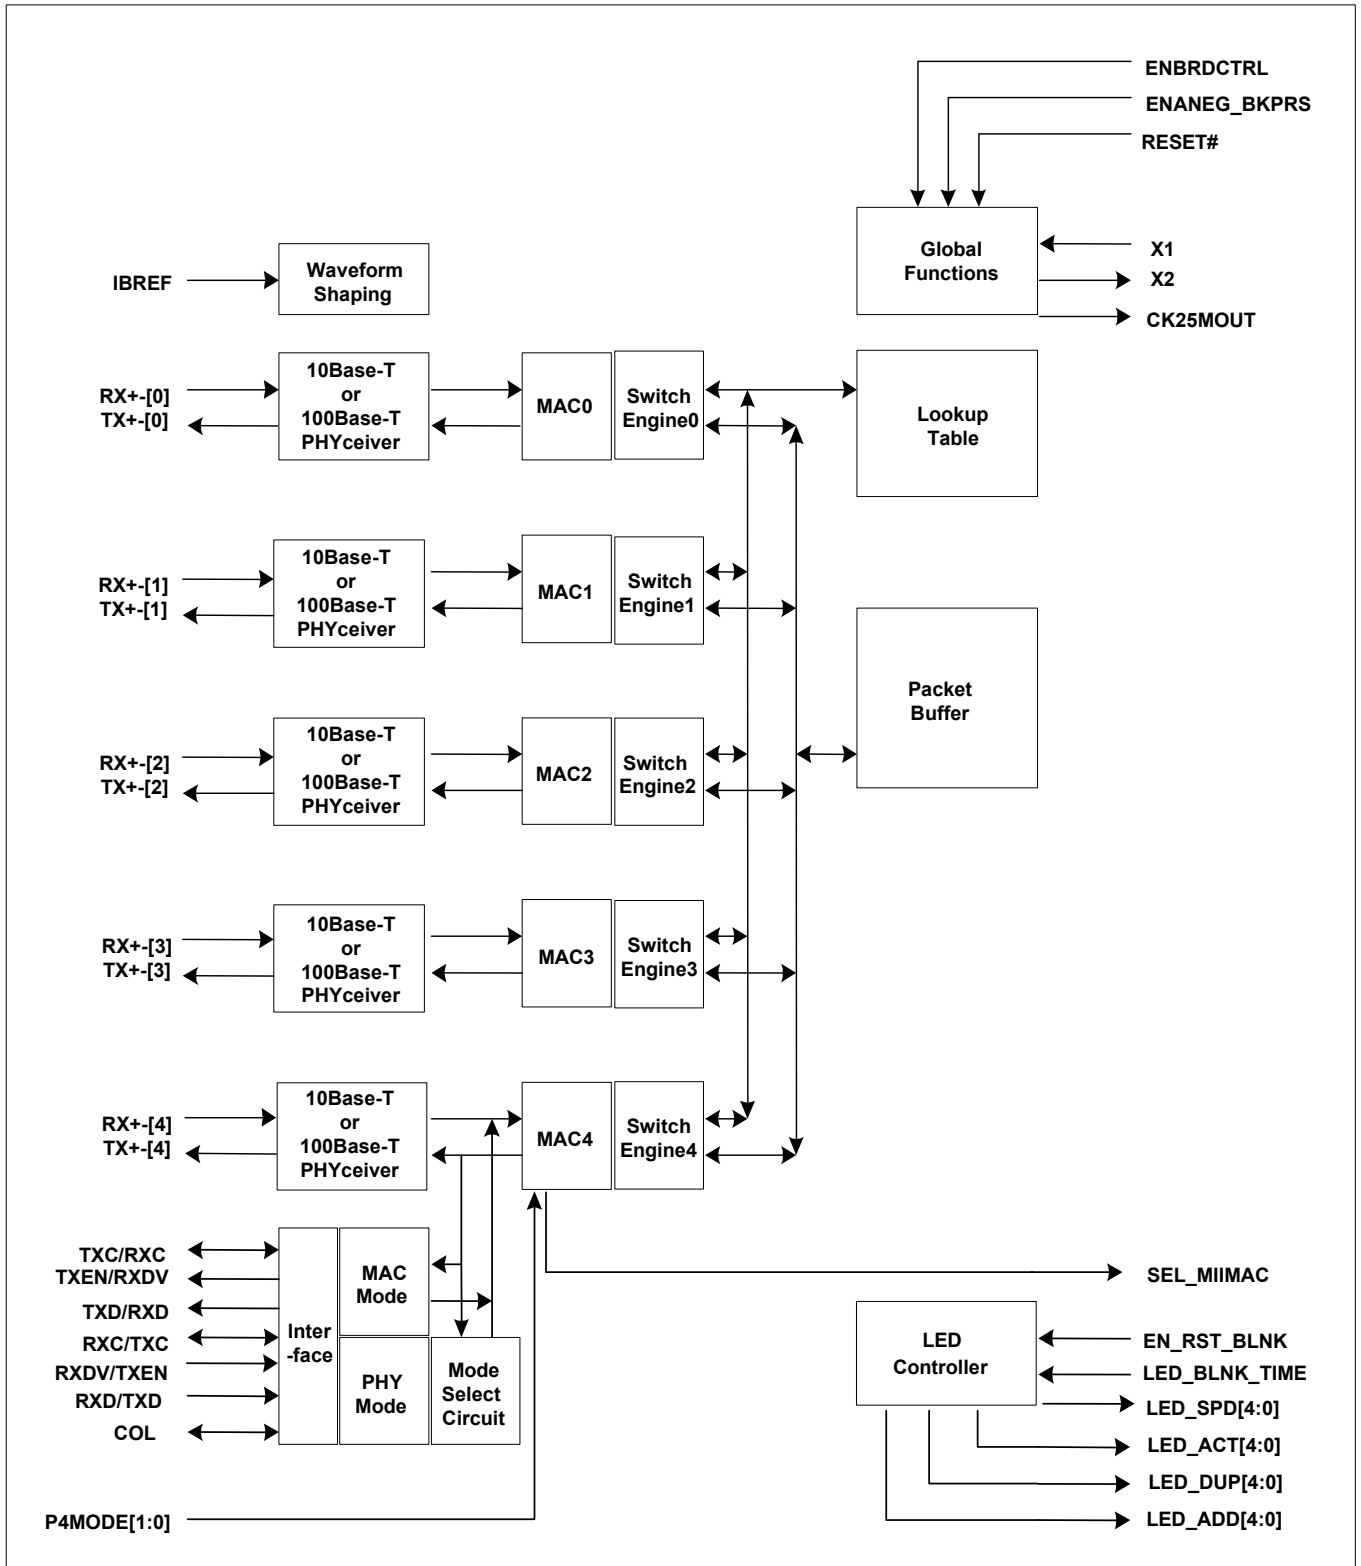 ENBRDCTRL
ENANEG_BKPRS
RESET#
Global
Functions
X1
X2
CK25MOUT
IBREF
Waveform
Shaping
RX+-[0]
TX+-[0]
10Base-T
or
100Base-T
PHYceiver
MAC0
Switch
Engine0
Lookup
Table
RX+-[1]
TX+-[1]
10Base-T
or
100Base-T
PHYceiver
MAC1
Switch
Engine1
Packet
Buffer
RX+-[2]
TX+-[2]
10Base-T
or
100Base-T
PHYceiver
MAC2
Switch
Engine2
RX+-[3]
TX+-[3]
10Base-T
or
100Base-T
PHYceiver
MAC3
Switch
Engine3
RX+-[4]
TX+-[4]
10Base-T
or
100Base-T
PHYceiver
MAC4
Switch
Engine4
TXC/RXC
TXEN/RXDV
TXD/RXD
RXC/TXC
RXDV/TXEN
RXD/TXD
COL
Inter
-face
MAC
Mode
PHY
Mode
Mode
Select
Circuit
SEL_MIIMAC
LED
Controller
EN_RST_BLNK
LED_BLNK_TIME
LED_SPD[4:0]
LED_ACT[4:0]
LED_DUP[4:0]
LED_ADD[4:0]
P4MODE[1:0]